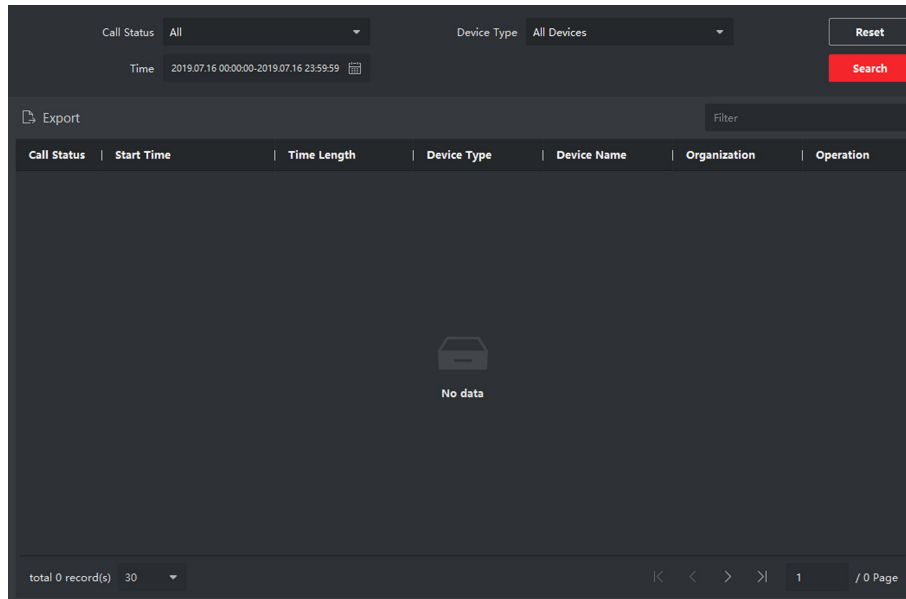 Call Status All Device Type All Devices Reset
Time 2019.07.16 00:00:00-2019.07.16 23:59:59 Search
Export Filter
Call Status | Start Time | Time Length | Device Type | Device Name | Organization | Operation
No data
total 0 record(s) 30 1 / 0 Page